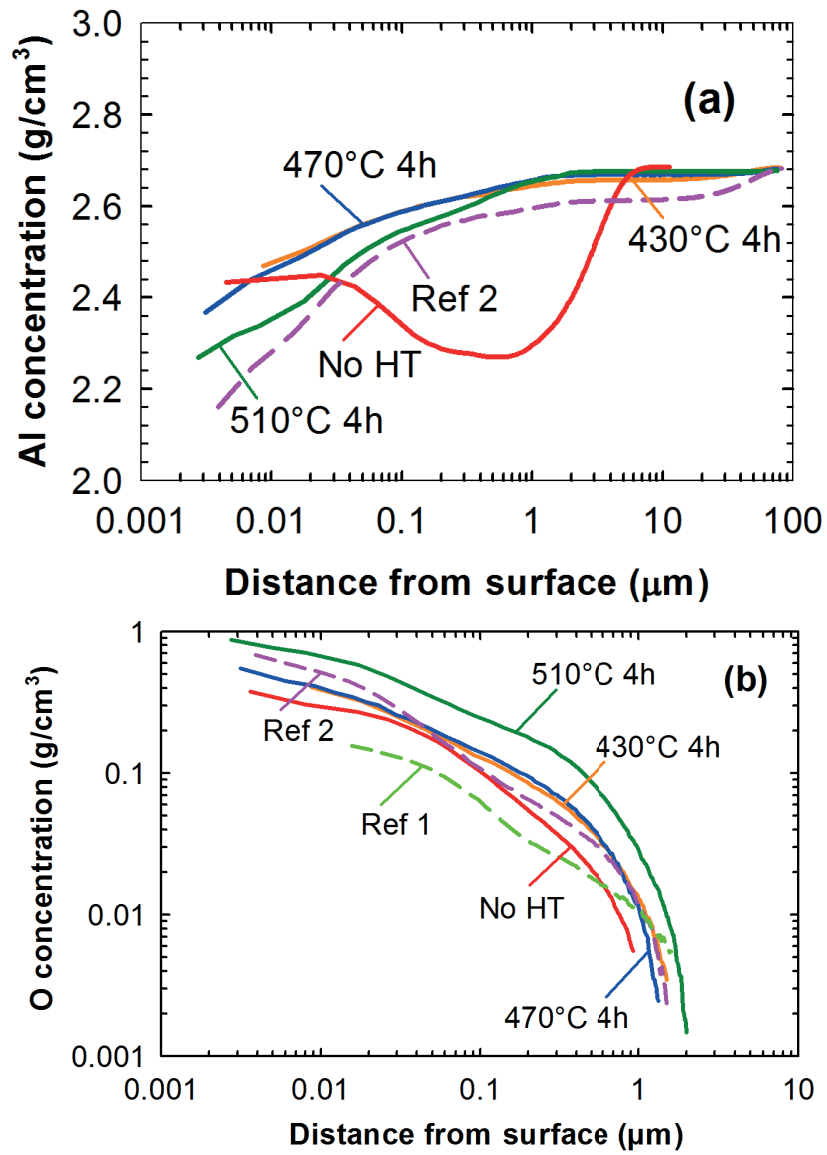 3.0
(a)
2.8
470°C 4h
2.6
430°C 4h
Ref 2
2.4
No HT
2.2
510°C 4h
2.0
0.001 0.01 0.1 1 10 100
Al concentration (g/cm³)
Distance from surface (μm)
1
(b)
510°C 4h
430°C 4h
Ref 2
0.1
Ref 1
No HT
0.01
470°C 4h
0.001
0.001 0.01 0.1 1 10
O concentration (g/cm³)
Distance from surface (μm)